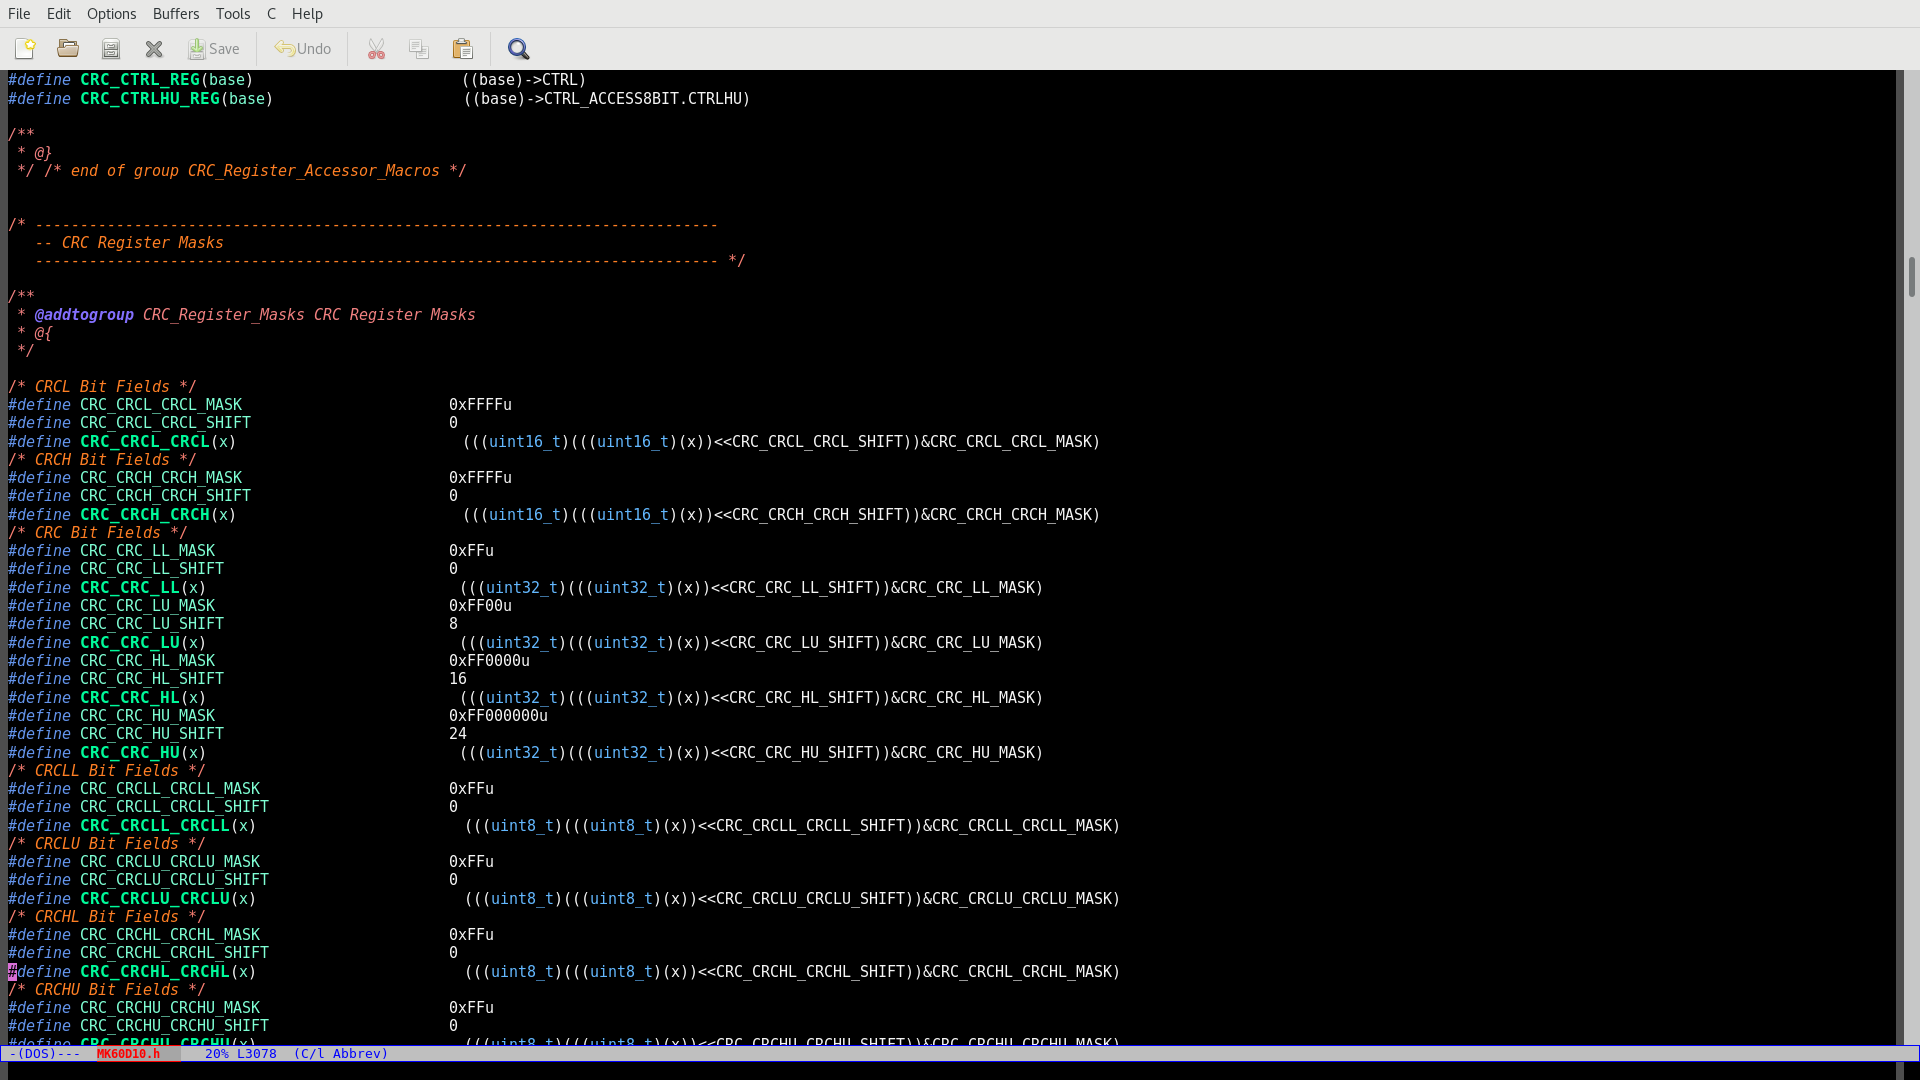 File Edit Options Buffers Tools C Help
Save Undo
#define CRC_CTRL_REG(base) ((base)->CTRL)
#define CRC_CTRLHU_REG(base) ((base)->CTRL_ACCESS8BIT.CTRLHU)
/**
 * @}
 */ /* end of group CRC_Register_Accessor_Macros */
/* ----------------------------------------------------------------------------
   -- CRC Register Masks
   ---------------------------------------------------------------------------- */
/**
 * @addtogroup CRC_Register_Masks CRC Register Masks
 * @{
 */
/* CRCL Bit Fields */
#define CRC_CRCL_CRCL_MASK 0xFFFFu
#define CRC_CRCL_CRCL_SHIFT 0
#define CRC_CRCL_CRCL(x) (((uint16_t)(((uint16_t)(x))<<CRC_CRCL_CRCL_SHIFT))&CRC_CRCL_CRCL_MASK)
/* CRCH Bit Fields */
#define CRC_CRCH_CRCH_MASK 0xFFFFu
#define CRC_CRCH_CRCH_SHIFT 0
#define CRC_CRCH_CRCH(x) (((uint16_t)(((uint16_t)(x))<<CRC_CRCH_CRCH_SHIFT))&CRC_CRCH_CRCH_MASK)
/* CRC Bit Fields */
#define CRC_CRC_LL_MASK 0xFFu
#define CRC_CRC_LL_SHIFT 0
#define CRC_CRC_LL(x) (((uint32_t)(((uint32_t)(x))<<CRC_CRC_LL_SHIFT))&CRC_CRC_LL_MASK)
#define CRC_CRC_LU_MASK 0xFF00u
#define CRC_CRC_LU_SHIFT 8
#define CRC_CRC_LU(x) (((uint32_t)(((uint32_t)(x))<<CRC_CRC_LU_SHIFT))&CRC_CRC_LU_MASK)
#define CRC_CRC_HL_MASK 0xFF0000u
#define CRC_CRC_HL_SHIFT 16
#define CRC_CRC_HL(x) (((uint32_t)(((uint32_t)(x))<<CRC_CRC_HL_SHIFT))&CRC_CRC_HL_MASK)
#define CRC_CRC_HU_MASK 0xFF000000u
#define CRC_CRC_HU_SHIFT 24
#define CRC_CRC_HU(x) (((uint32_t)(((uint32_t)(x))<<CRC_CRC_HU_SHIFT))&CRC_CRC_HU_MASK)
/* CRCLL Bit Fields */
#define CRC_CRCLL_CRCLL_MASK 0xFFu
#define CRC_CRCLL_CRCLL_SHIFT 0
#define CRC_CRCLL_CRCLL(x) (((uint8_t)(((uint8_t)(x))<<CRC_CRCLL_CRCLL_SHIFT))&CRC_CRCLL_CRCLL_MASK)
/* CRCLU Bit Fields */
#define CRC_CRCLU_CRCLU_MASK 0xFFu
#define CRC_CRCLU_CRCLU_SHIFT 0
#define CRC_CRCLU_CRCLU(x) (((uint8_t)(((uint8_t)(x))<<CRC_CRCLU_CRCLU_SHIFT))&CRC_CRCLU_CRCLU_MASK)
/* CRCHL Bit Fields */
#define CRC_CRCHL_CRCHL_MASK 0xFFu
#define CRC_CRCHL_CRCHL_SHIFT 0
#define CRC_CRCHL_CRCHL(x) (((uint8_t)(((uint8_t)(x))<<CRC_CRCHL_CRCHL_SHIFT))&CRC_CRCHL_CRCHL_MASK)
/* CRCHU Bit Fields */
#define CRC_CRCHU_CRCHU_MASK 0xFFu
#define CRC_CRCHU_CRCHU_SHIFT 0
#define CRC_CRCHU_CRCHU(x) (((uint8_t)(((uint8_t)(x))<<CRC_CRCHU_CRCHU_SHIFT))&CRC_CRCHU_CRCHU_MASK)
-(DOS)--- MK60D10.h 20% L3078 (C/l Abbrev)